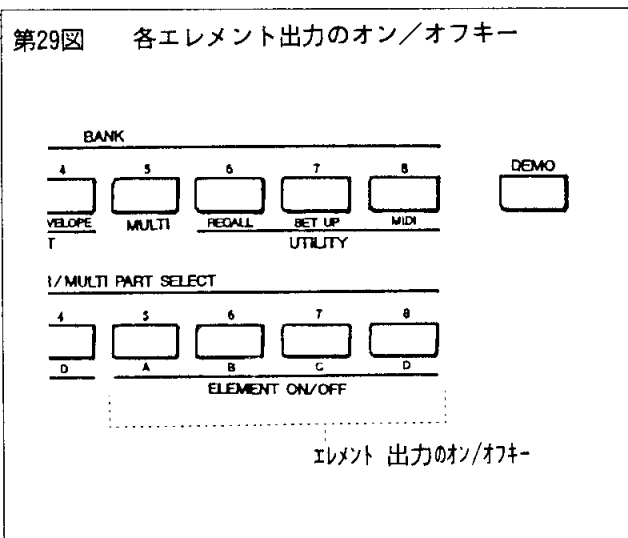 第29図 各エレメント出力のオン／オフキー
BANK
4 5 6 7 8 DEMO
VELOPE MULTI RECALL SET UP MIDI
T UTILITY
/MULTI PART SELECT
4 5 6 7 8
D A B C D
ELEMENT ON/OFF
ｴﾚﾒﾝﾄ 出力のｵﾝ/ｵﾌｷｰ